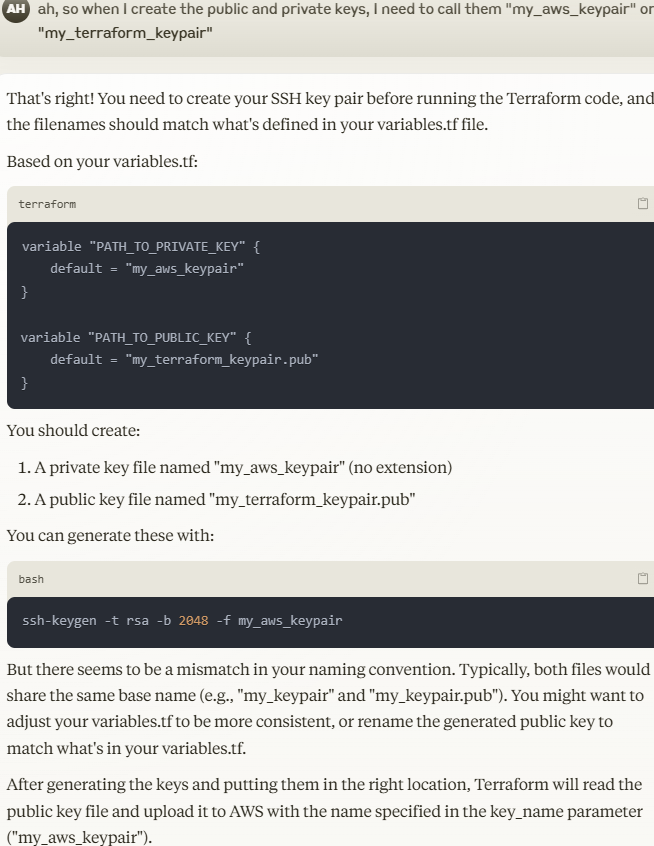 AH
ah, so when I create the public and private keys, I need to call them "my_aws_keypair" or
"my_terraform_keypair"
That's right! You need to create your SSH key pair before running the Terraform code, and
the filenames should match what's defined in your variables.tf file.
Based on your variables.tf:
terraform
variable "PATH_TO_PRIVATE_KEY" {
    default = "my_aws_keypair"
}
variable "PATH_TO_PUBLIC_KEY" {
    default = "my_terraform_keypair.pub"
}
You should create:
1. A private key file named "my_aws_keypair" (no extension)
2. A public key file named "my_terraform_keypair.pub"
You can generate these with:
bash
ssh-keygen -t rsa -b 2048 -f my_aws_keypair
But there seems to be a mismatch in your naming convention. Typically, both files would
share the same base name (e.g., "my_keypair" and "my_keypair.pub"). You might want to
adjust your variables.tf to be more consistent, or rename the generated public key to
match what's in your variables.tf.
After generating the keys and putting them in the right location, Terraform will read the
public key file and upload it to AWS with the name specified in the key_name parameter
("my_aws_keypair").